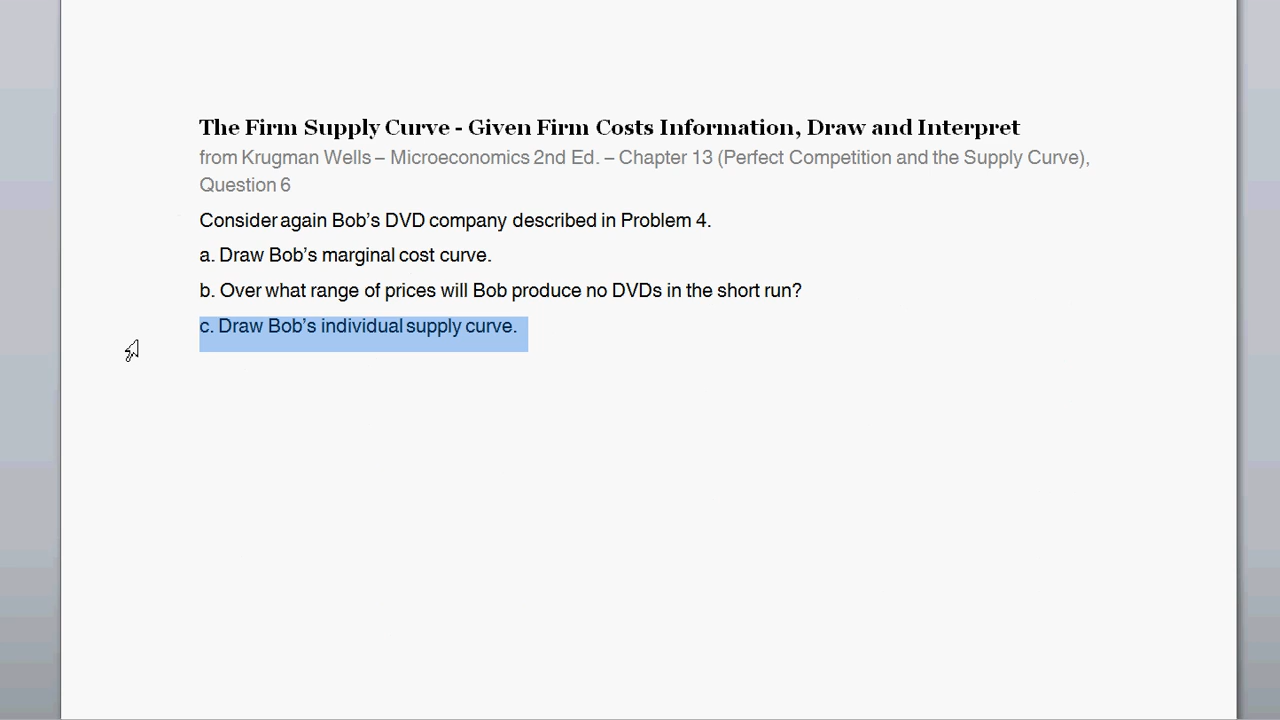 The Firm Supply Curve - Given Firm Costs Information, Draw and Interpret
from Krugman Wells – Microeconomics 2nd Ed. – Chapter 13 (Perfect Competition and the Supply Curve),
Question 6
Consider again Bob’s DVD company described in Problem 4.
a. Draw Bob’s marginal cost curve.
b. Over what range of prices will Bob produce no DVDs in the short run?
c. Draw Bob’s individual supply curve.